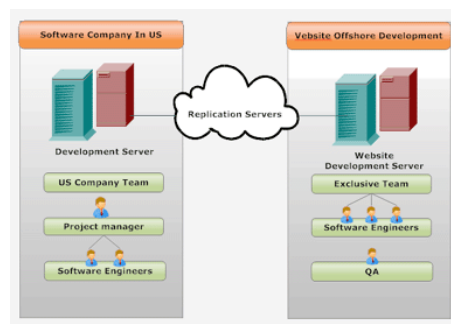 Software Company In US
Vebsite Offshore Development
Replication Servers
Development Server
Website
Development Server
US Company Team
Project manager
Software Engineers
Exclusive Team
Software Engineers
QA